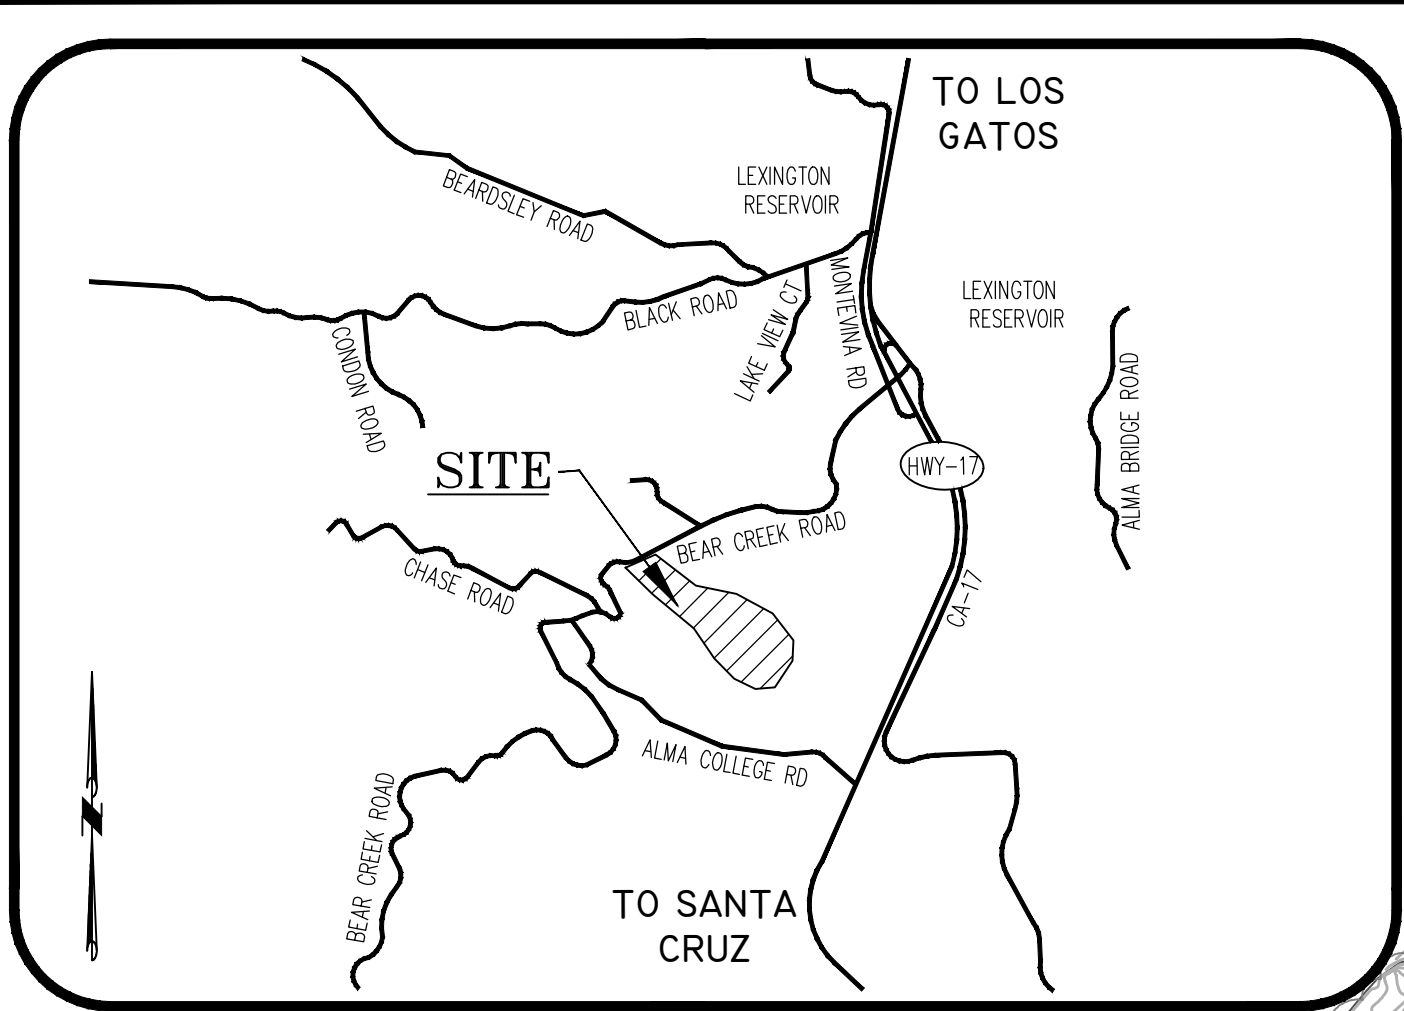 TO LOS
GATOS
LEXINGTON
RESERVOIR
BEARDSLEY ROAD
LEXINGTON
RESERVOIR
BLACK ROAD
LAKE VIEW CT
MONTEVINA RD
CONDON ROAD
ALMA BRIDGE ROAD
SITE
HWY-17
BEAR CREEK ROAD
CHASE ROAD
CA-17
ALMA COLLEGE RD
BEAR CREEK ROAD
N
TO SANTA
CRUZ